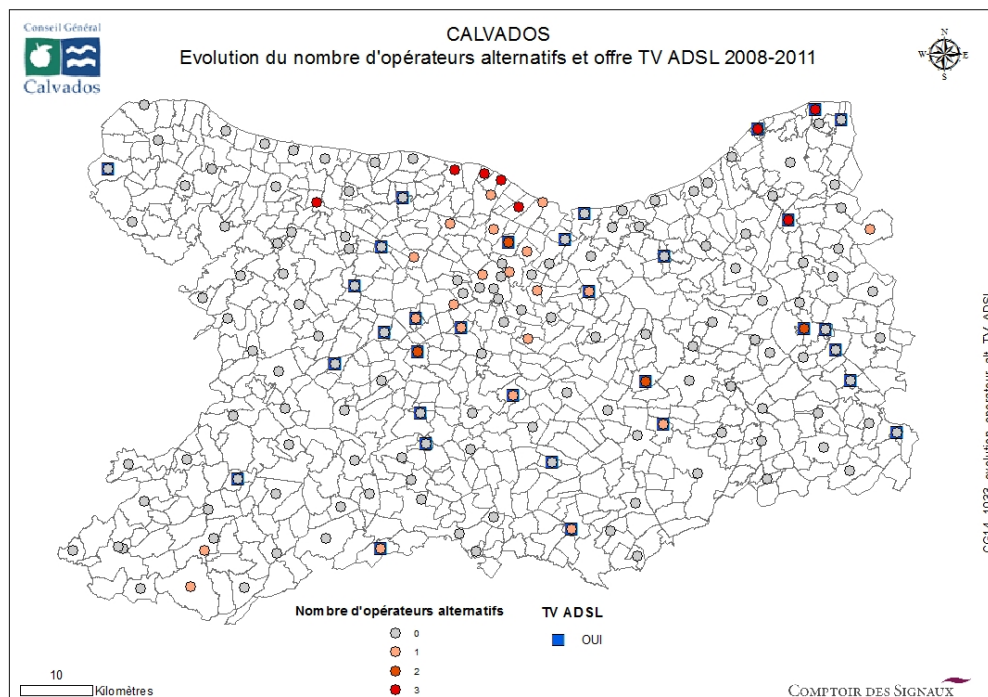 Conseil Général
Calvados
CALVADOS
Evolution du nombre d'opérateurs alternatifs et offre TV ADSL 2008-2011
N
W
E
S
Nombre d'opérateurs alternatifs
0
1
2
3
TV ADSL
OUI
10
Kilomètres
COMPTOIR DES SIGNAUX